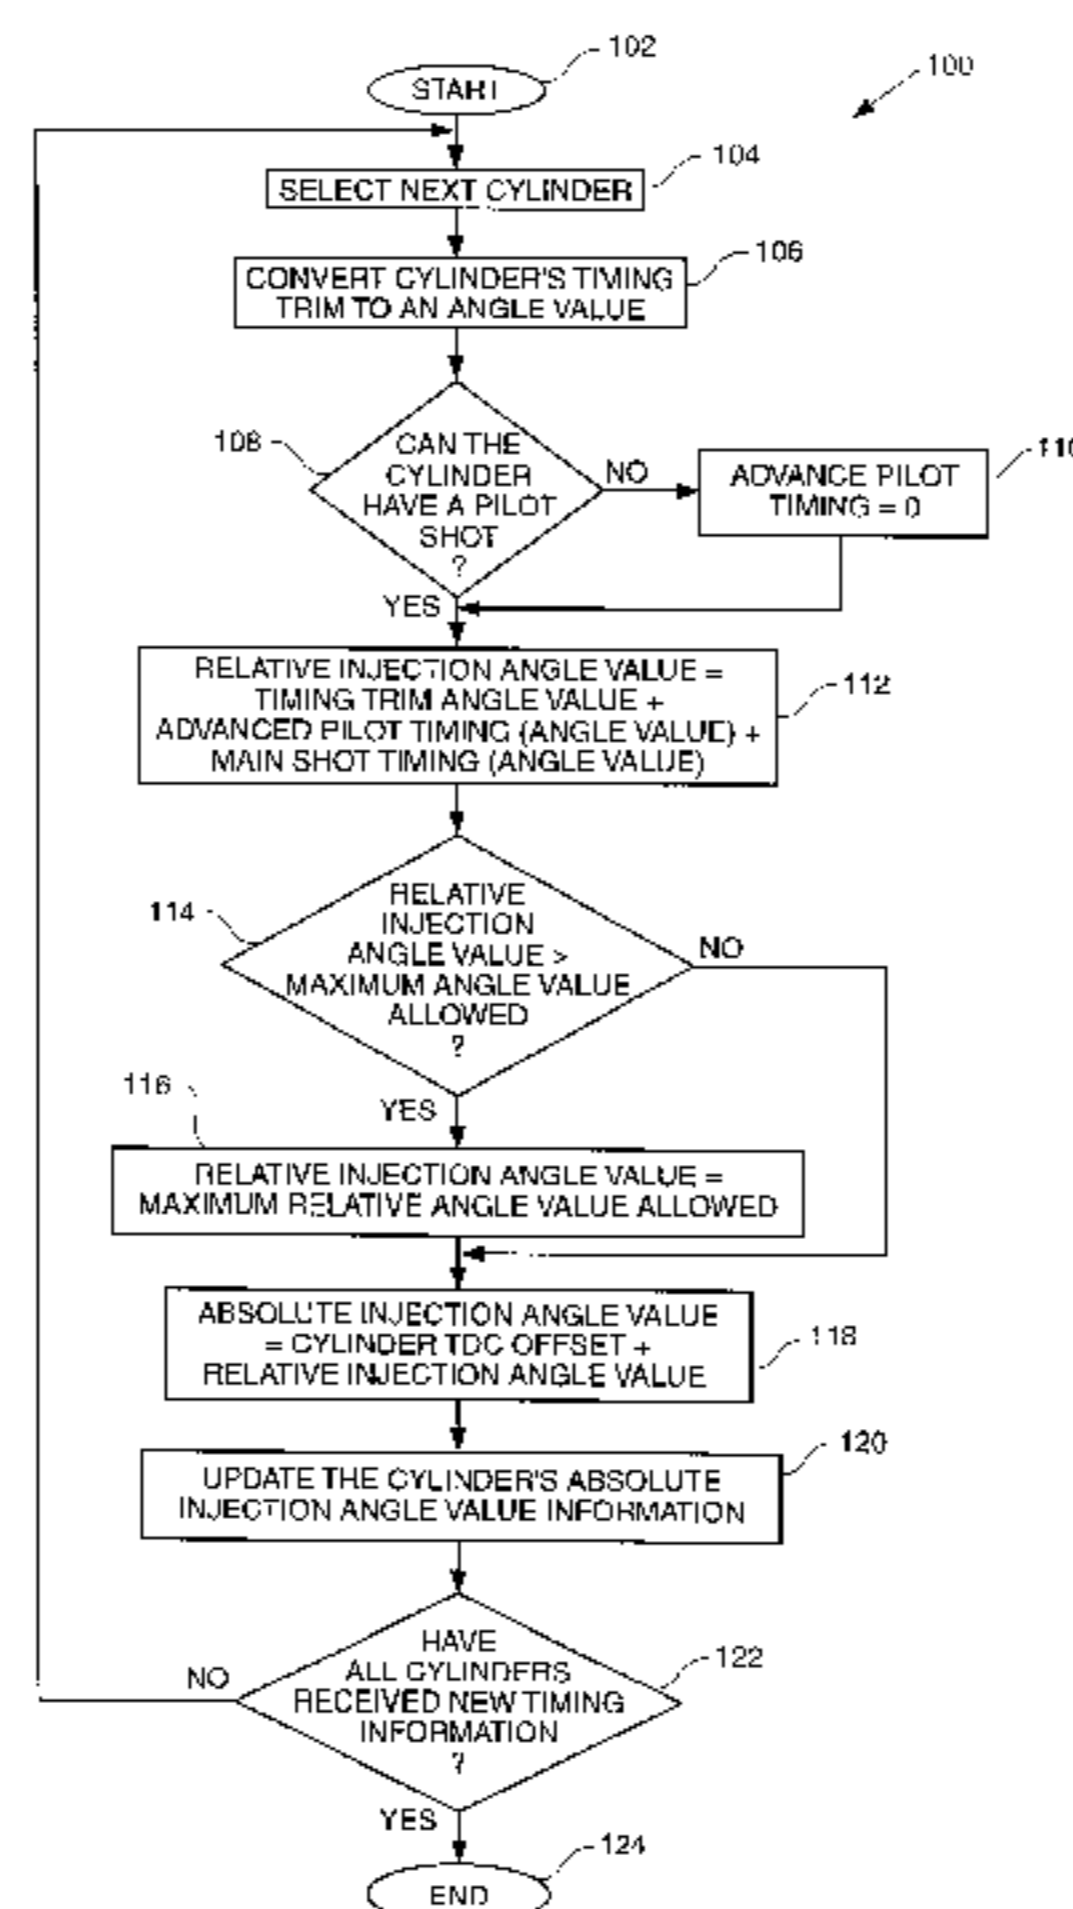 102
START
100
104
SELECT NEXT CYLINDER
106
CONVERT CYLINDER'S TIMING
TRIM TO AN ANGLE VALUE
108
CAN THE
CYLINDER
HAVE A PILOT
SHOT
?
NO
110
ADVANCE PILOT
TIMING = 0
YES
RELATIVE INJECTION ANGLE VALUE =
TIMING TRIM ANGLE VALUE +
ADVANCED PILOT TIMING (ANGLE VALUE) +
MAIN SHOT TIMING (ANGLE VALUE)
112
114
RELATIVE
INJECTION
ANGLE VALUE >
MAXIMUM ANGLE VALUE
ALLOWED
?
NO
116
YES
RELATIVE INJECTION ANGLE VALUE =
MAXIMUM RELATIVE ANGLE VALUE ALLOWED
ABSOLUTE INJECTION ANGLE VALUE
= CYLINDER TDC OFFSET +
RELATIVE INJECTION ANGLE VALUE
118
120
UPDATE THE CYLINDER'S ABSOLUTE
INJECTION ANGLE VALUE INFORMATION
HAVE
ALL CYLINDERS
RECEIVED NEW TIMING
INFORMATION
?
122
NO
YES
124
END